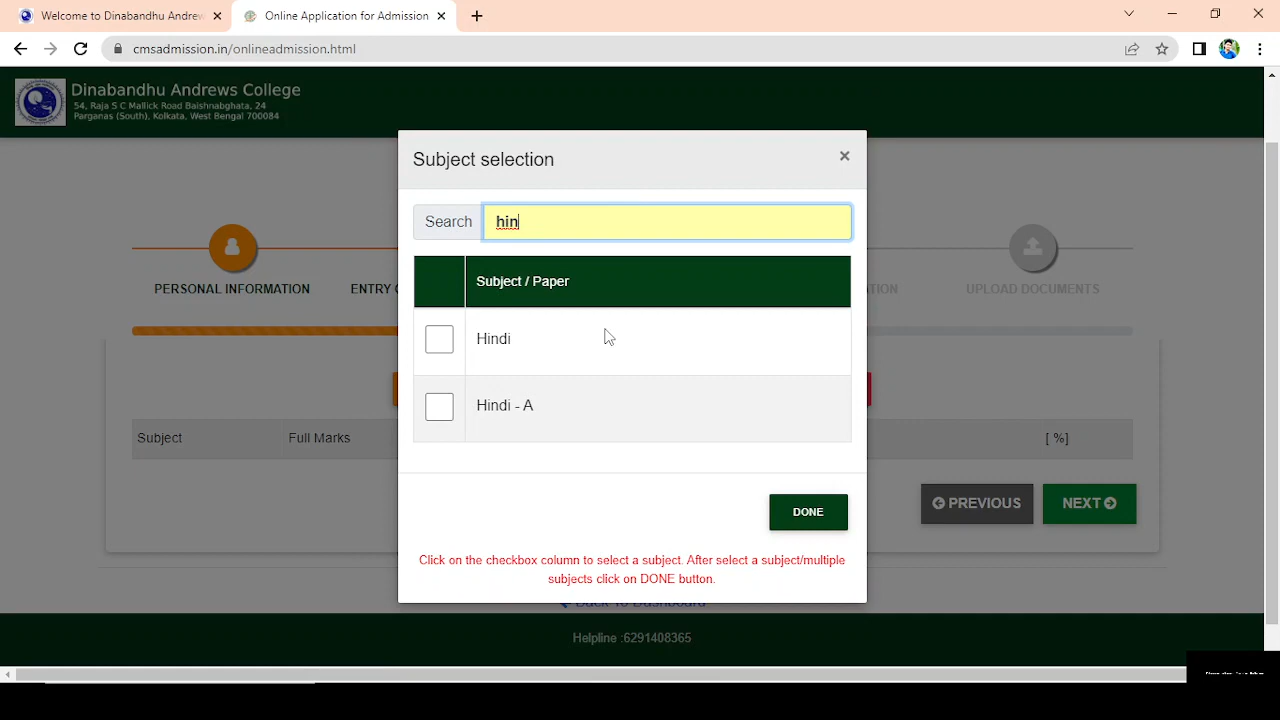 Welcome to Dinabandhu Andrew
Online Application for Admission
cmsadmission.in/onlineadmission.html
Dinabandhu Andrews College
54, Raja S C Mallick Road Baishnabghata, 24
Parganas (South), Kolkata, West Bengal 700084
Subject selection
Search
hin
PERSONAL INFORMATION
ENTRY
UPLOAD DOCUMENTS
Subject / Paper
Hindi
Hindi - A
Subject
Full Marks
[ %]
PREVIOUS
NEXT
DONE
Click on the checkbox column to select a subject. After select a subject/multiple
subjects click on DONE button.
Back To Dashboard
Helpline :6291408365